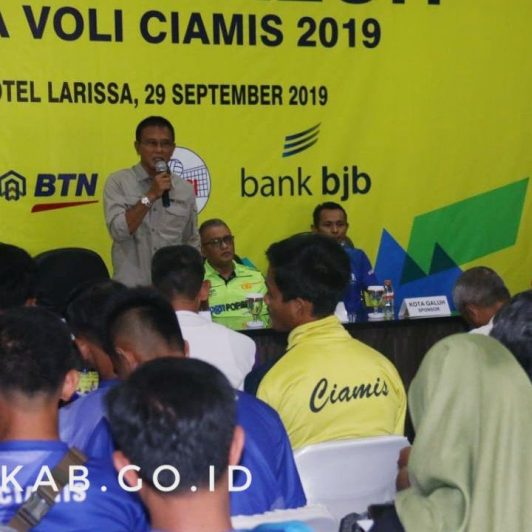 A VOLI CIAMIS 2019
OTEL LARISSA, 29 SEPTEMBER 2019
BTN
bank bjb
KOTA GALUH
SPONSOR
Ciamis
KAB.GO.ID